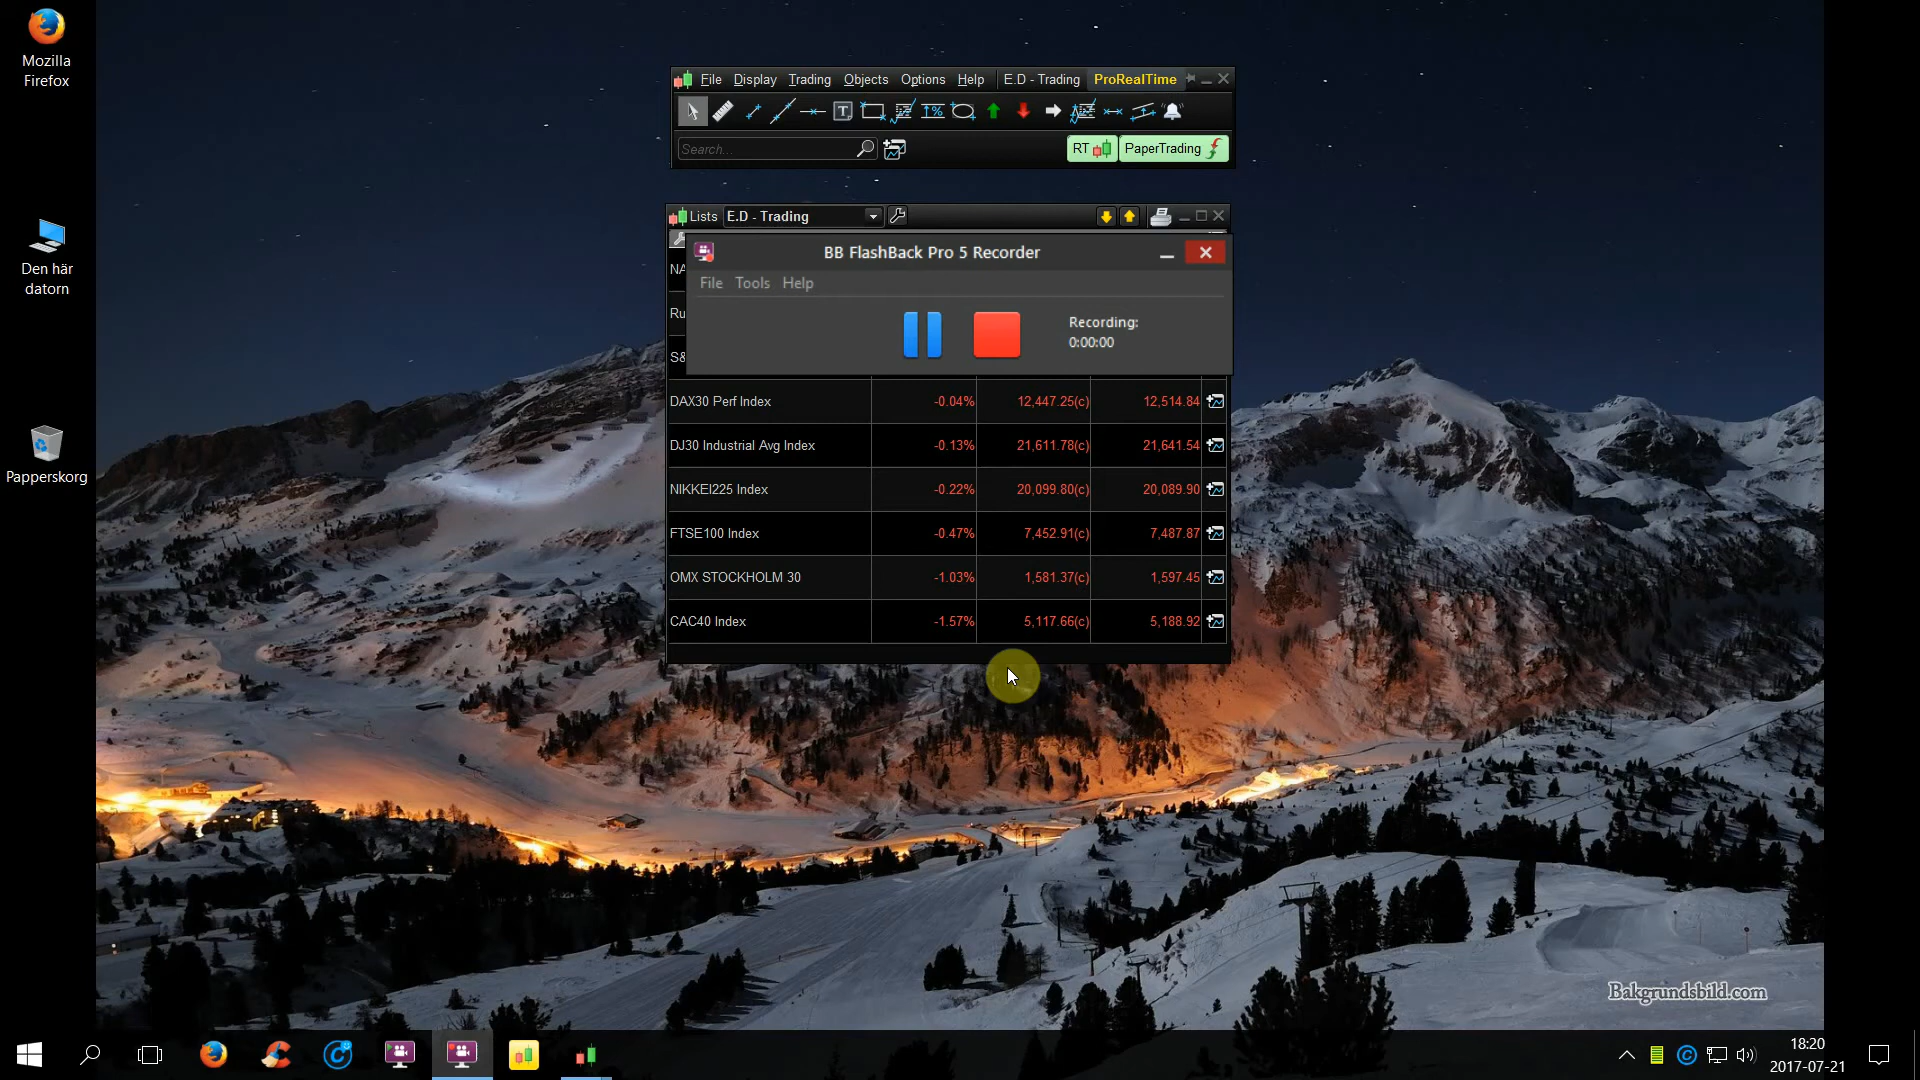 Mozilla
Firefox
Den här
datorn
Papperskorg
File Display Trading Objects Options Help E.D - Trading ProRealTime
T
%
Search... RT PaperTrading
Lists E.D - Trading
BB FlashBack Pro 5 Recorder
NA
File Tools Help
Ru
Recording:
0:00:00
S&
DAX30 Perf Index -0.04% 12,447.25(c) 12,514.84
DJ30 Industrial Avg Index -0.13% 21,611.78(c) 21,641.54
NIKKEI225 Index -0.22% 20,099.80(c) 20,089.90
FTSE100 Index -0.47% 7,452.91(c) 7,487.87
OMX STOCKHOLM 30 -1.03% 1,581.37(c) 1,597.45
CAC40 Index -1.57% 5,117.66(c) 5,188.92
Bakgrundsbild.com
18:20
2017-07-21